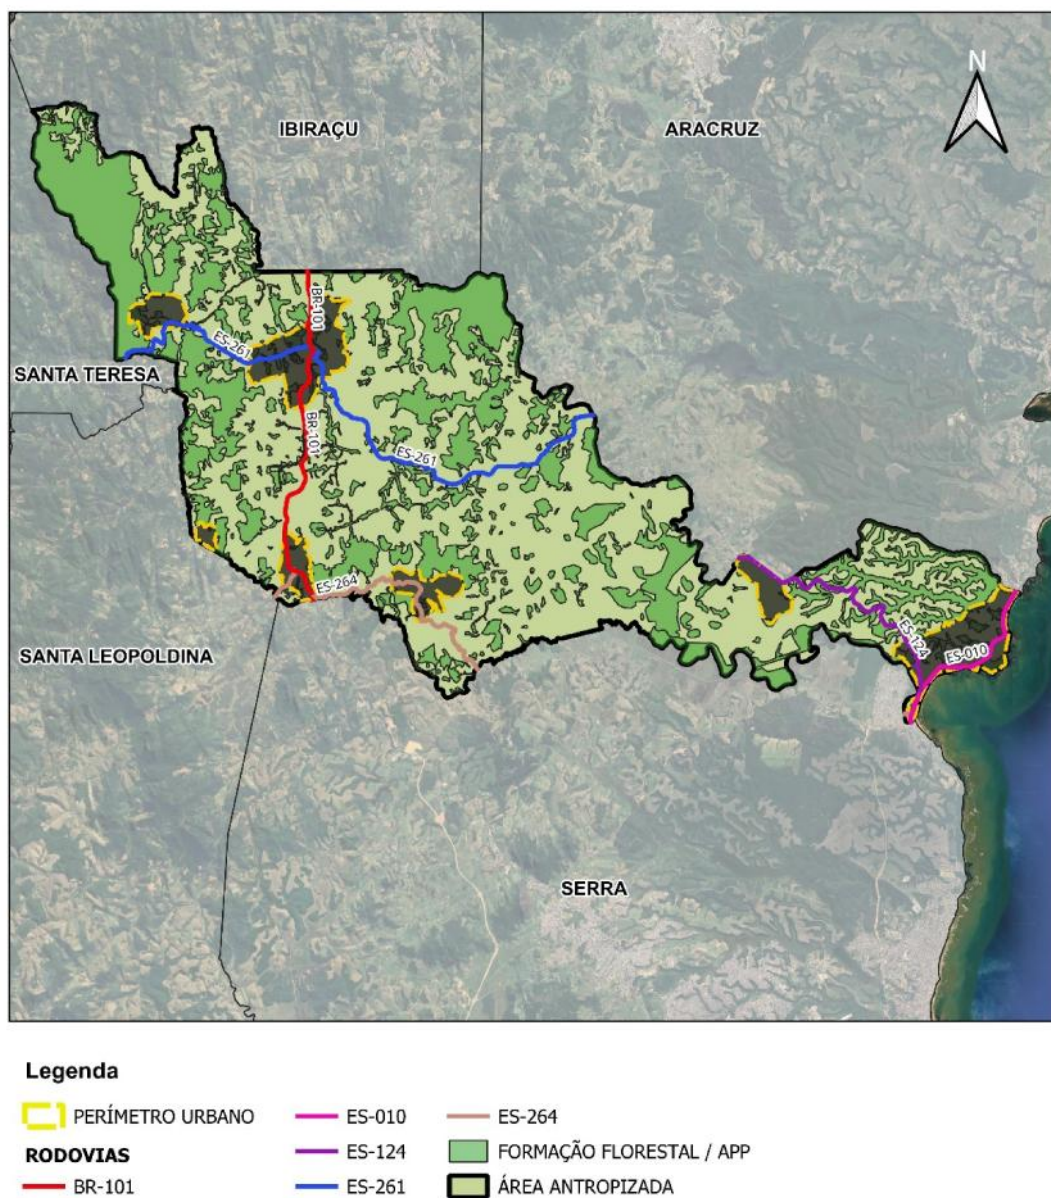 N
IBIRAÇU
ARACRUZ
BR-101
ES-261
SANTA TERESA
BR-101
ES-261
ES-264
ES-124
ES-010
SANTA LEOPOLDINA
SERRA
Legenda
PERÍMETRO URBANO
ES-010
ES-264
RODOVIAS
ES-124
FORMAÇÃO FLORESTAL / APP
BR-101
ES-261
ÁREA ANTROPIZADA